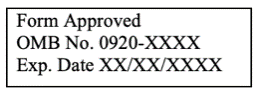 Form Approved
OMB No. 0920-XXXX
Exp. Date XX/XX/XXXX